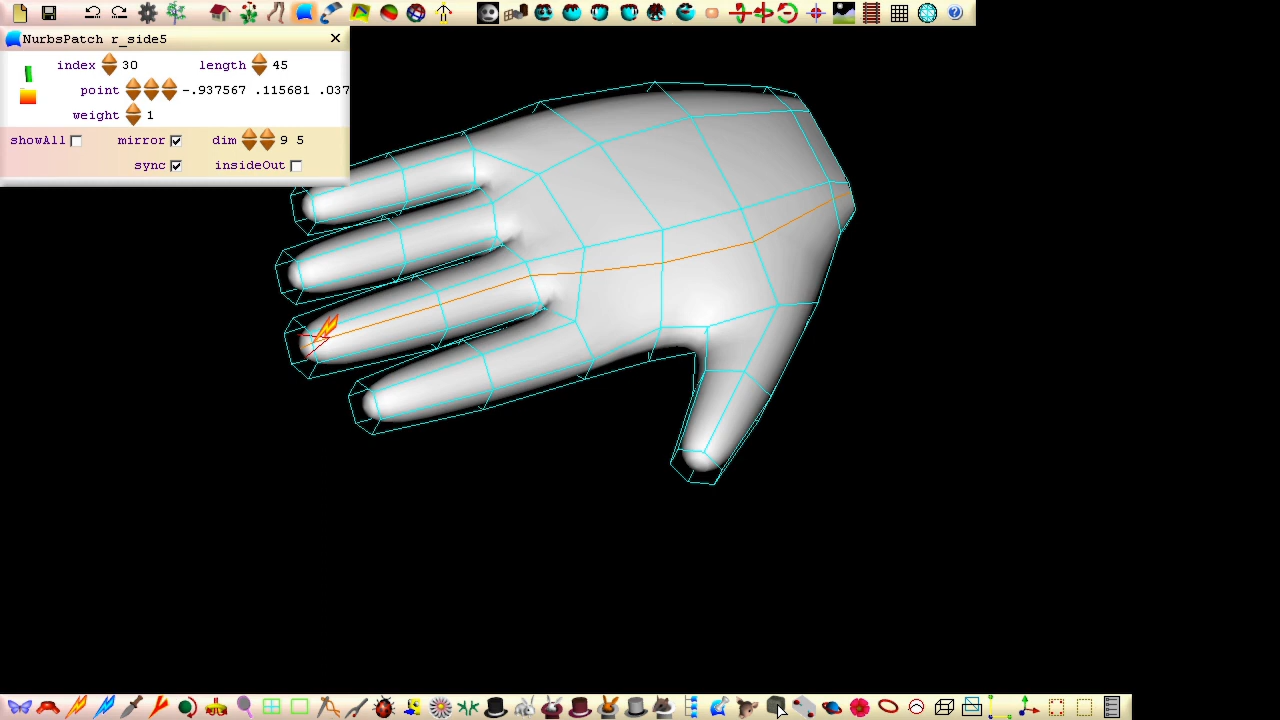 NurbsPatch r_side5
index 30 length 45
point -.937567 .115681 .037
weight 1
showAll mirror dim 9 5
sync insideOut